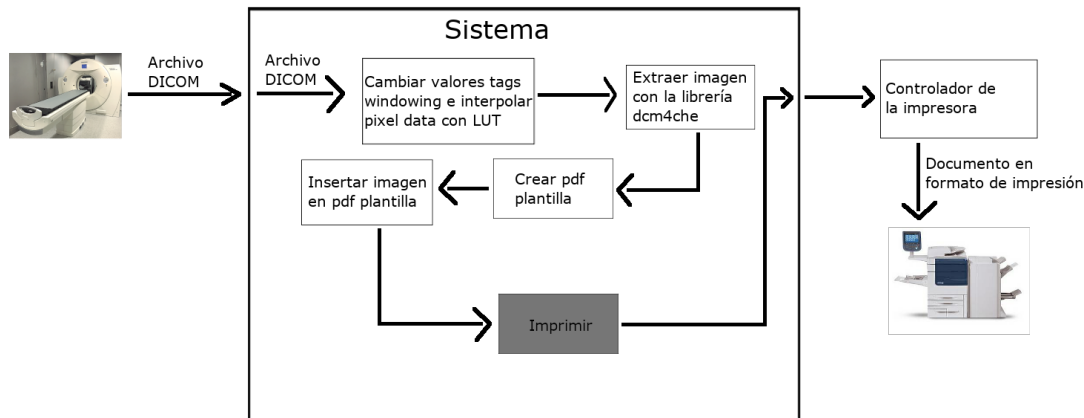 Sistema
Archivo
DICOM
Archivo
DICOM
Cambiar valores tags
windowing e interpolar
pixel data con LUT
Extraer imagen
con la librería
dcm4che
Controlador de
la impresora
Insertar imagen
en pdf plantilla
Crear pdf
plantilla
Documento en
formato de impresión
Imprimir